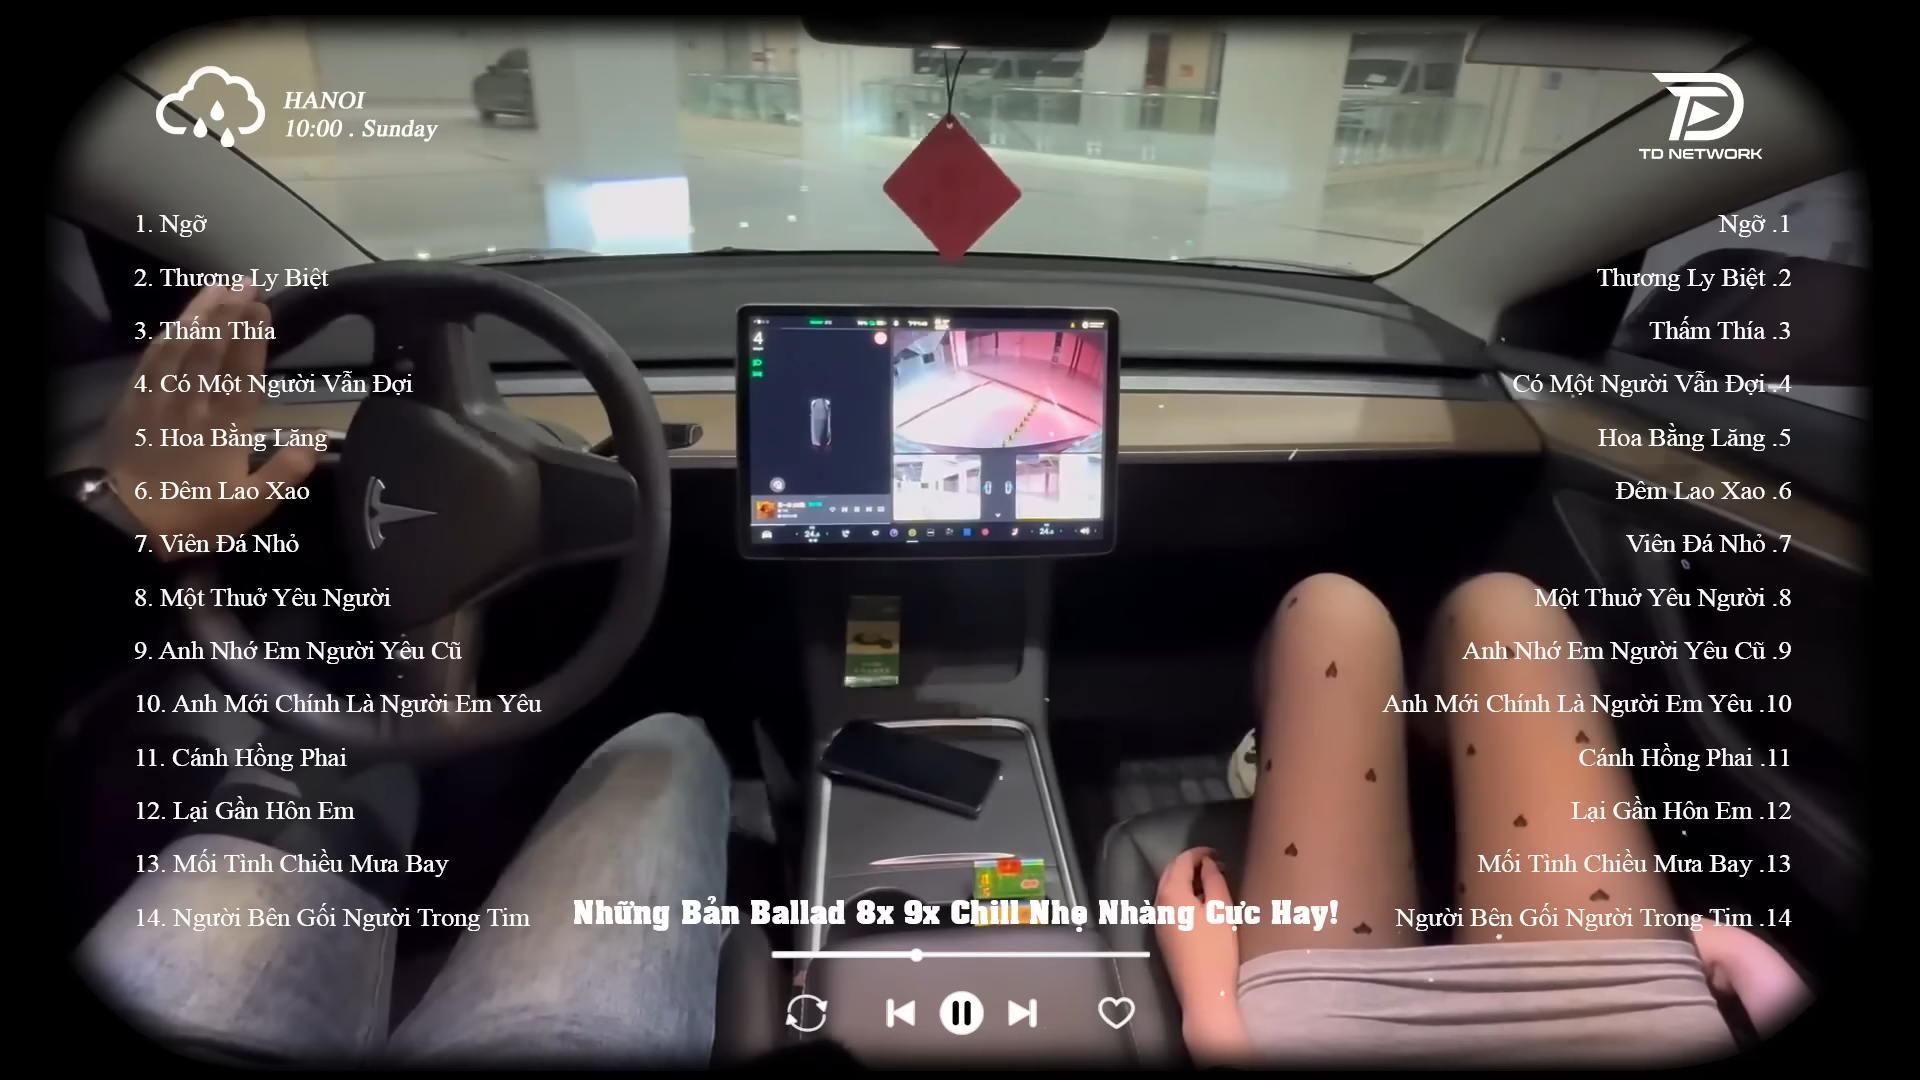 HANOI
10:00 . Sunday
TD NETWORK
1. Ngỡ
2. Thương Ly Biệt
3. Thấm Thía
4. Có Một Người Vẫn Đợi
5. Hoa Bằng Lăng
6. Đêm Lao Xao
7. Viên Đá Nhỏ
8. Một Thuở Yêu Người
9. Anh Nhớ Em Người Yêu Cũ
10. Anh Mới Chính Là Người Em Yêu
11. Cánh Hồng Phai
12. Lại Gần Hôn Em
13. Mối Tình Chiều Mưa Bay
14. Người Bên Gối Người Trong Tim
Ngỡ .1
Thương Ly Biệt .2
Thấm Thía .3
Có Một Người Vẫn Đợi .4
Hoa Bằng Lăng .5
Đêm Lao Xao .6
Viên Đá Nhỏ .7
Một Thuở Yêu Người .8
Anh Nhớ Em Người Yêu Cũ .9
Anh Mới Chính Là Người Em Yêu .10
Cánh Hồng Phai .11
Lại Gần Hôn Em .12
Mối Tình Chiều Mưa Bay .13
Người Bên Gối Người Trong Tim .14
4
Những Bản Ballad 8x 9x Chill Nhẹ Nhàng Cực Hay!